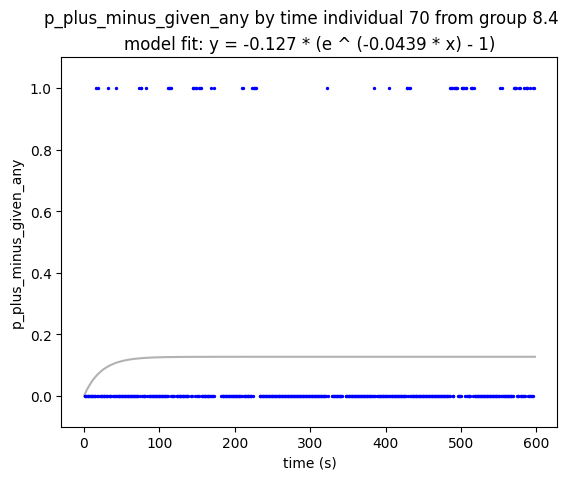 p_plus_minus_given_any by time individual 70 from group 8.4
model fit: y = -0.127 * (e ^ (-0.0439 * x) - 1)
1.0
0.8
0.6
0.4
0.2
0.0
p_plus_minus_given_any
0 100 200 300 400 500 600
time (s)